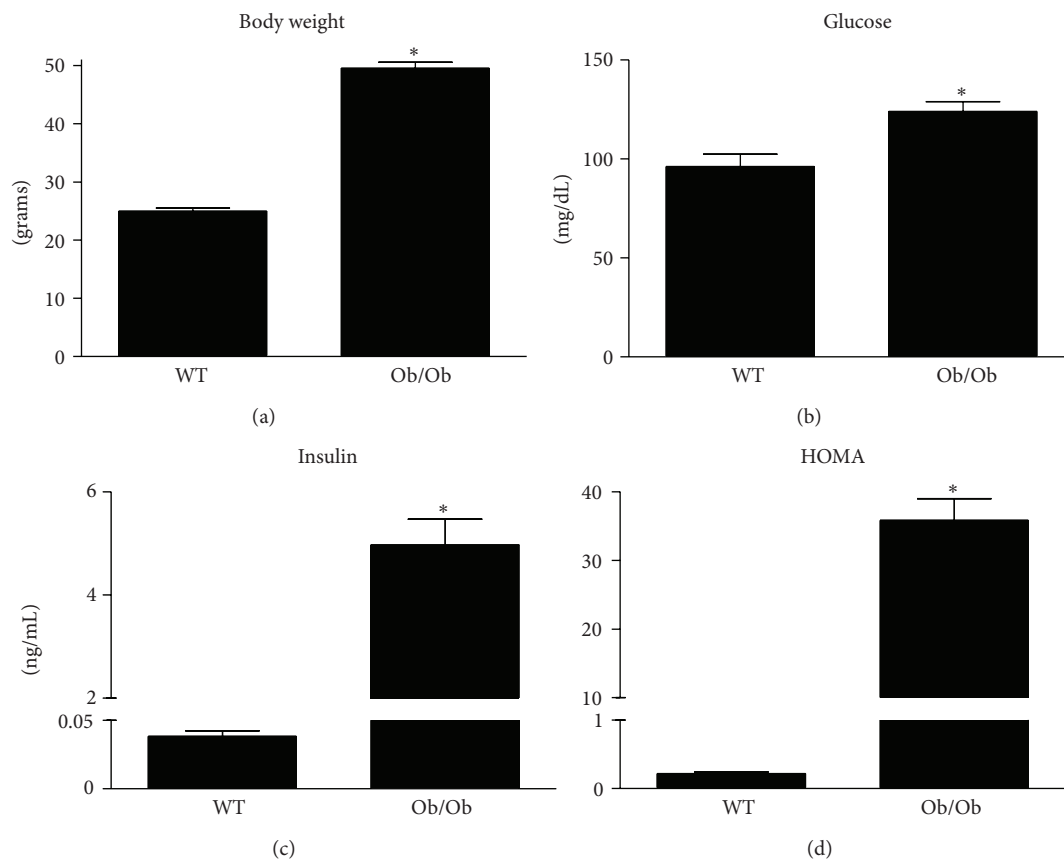 Body weight
(grams)
50
40
30
20
10
0
*
WT
Ob/Ob
(a)
Glucose
(mg/dL)
150
100
50
0
*
WT
Ob/Ob
(b)
Insulin
(ng/mL)
6
4
2
0.05
0
*
WT
Ob/Ob
(c)
HOMA
40
30
20
10
1
0
*
WT
Ob/Ob
(d)